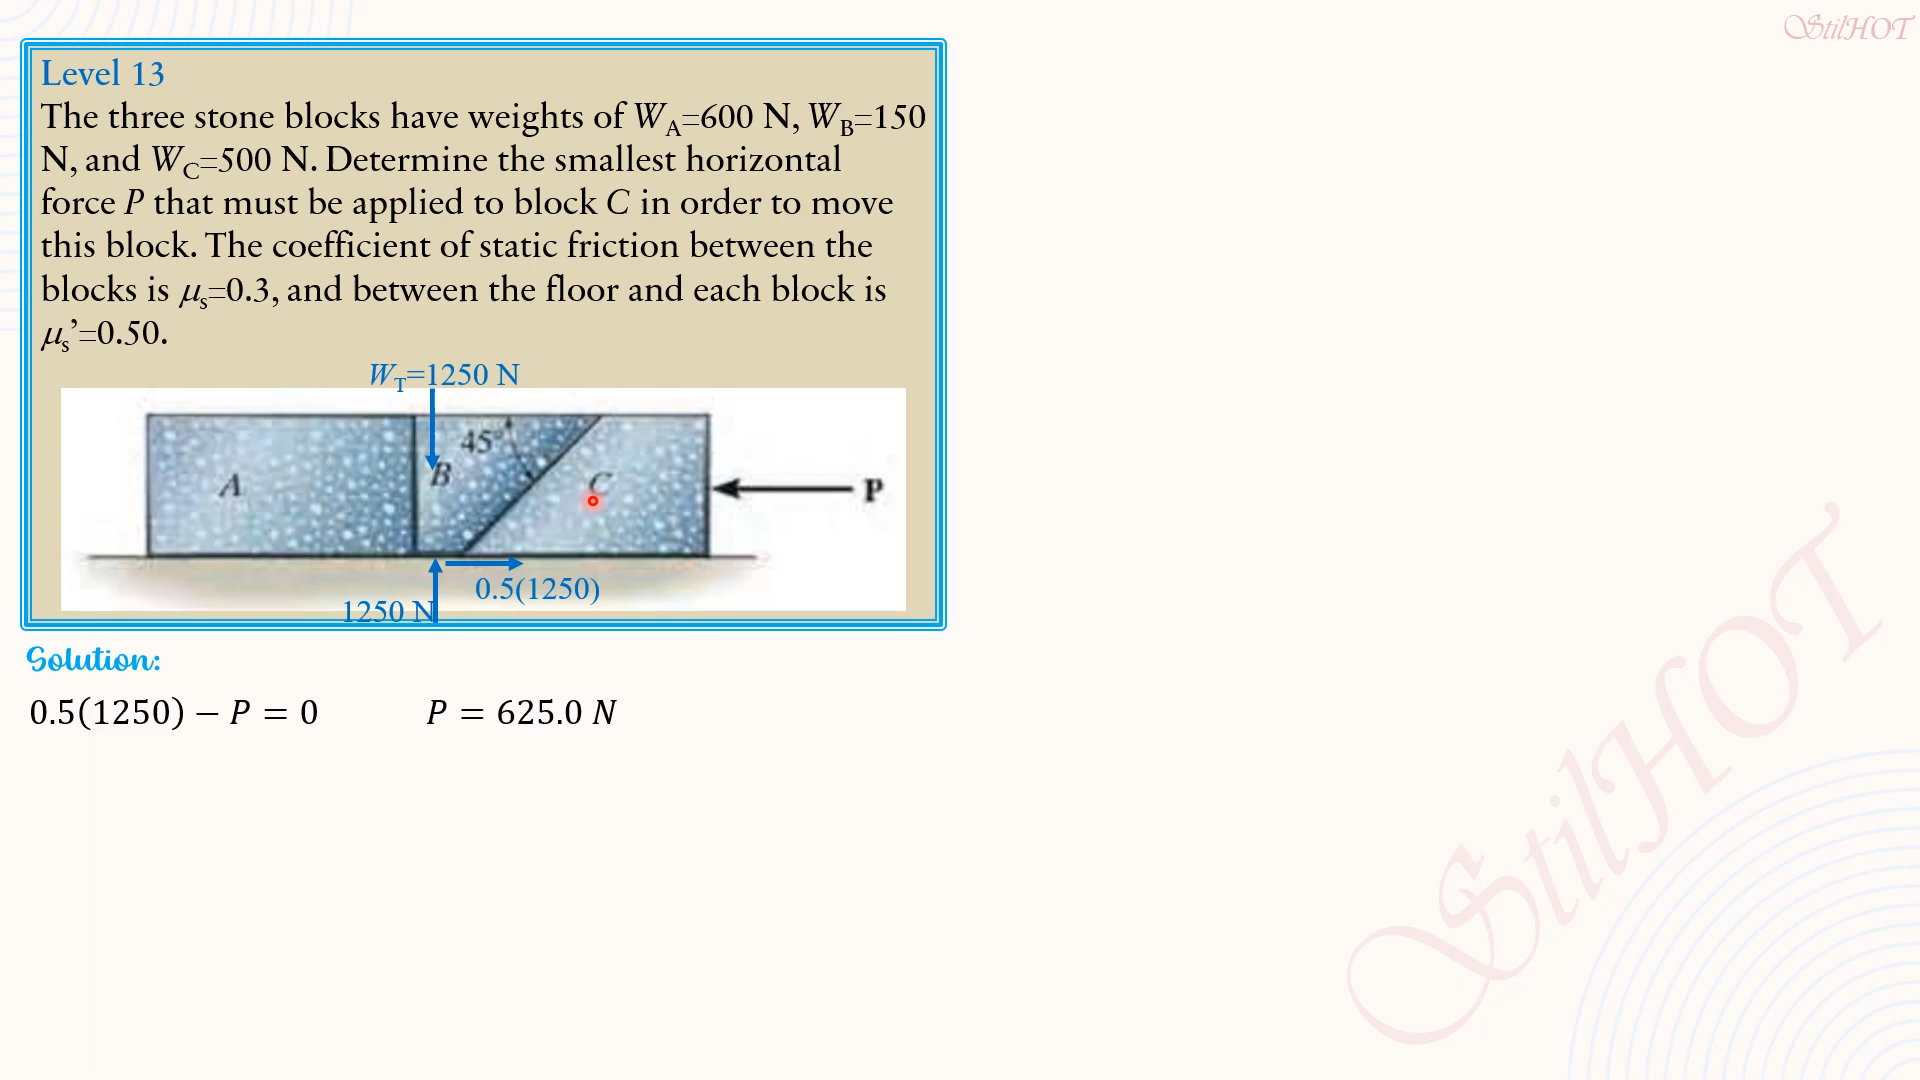 StilHOT
Level 13
The three stone blocks have weights of W_A=600 N, W_B=150
N, and W_C=500 N. Determine the smallest horizontal
force P that must be applied to block C in order to move
this block. The coefficient of static friction between the
blocks is μ_s=0.3, and between the floor and each block is
μ_s’=0.50.
W_T=1250 N
45°
A
B
C
P
0.5(1250)
1250 N
Solution:
0.5(1250) − P = 0 P = 625.0 N
StilHOT